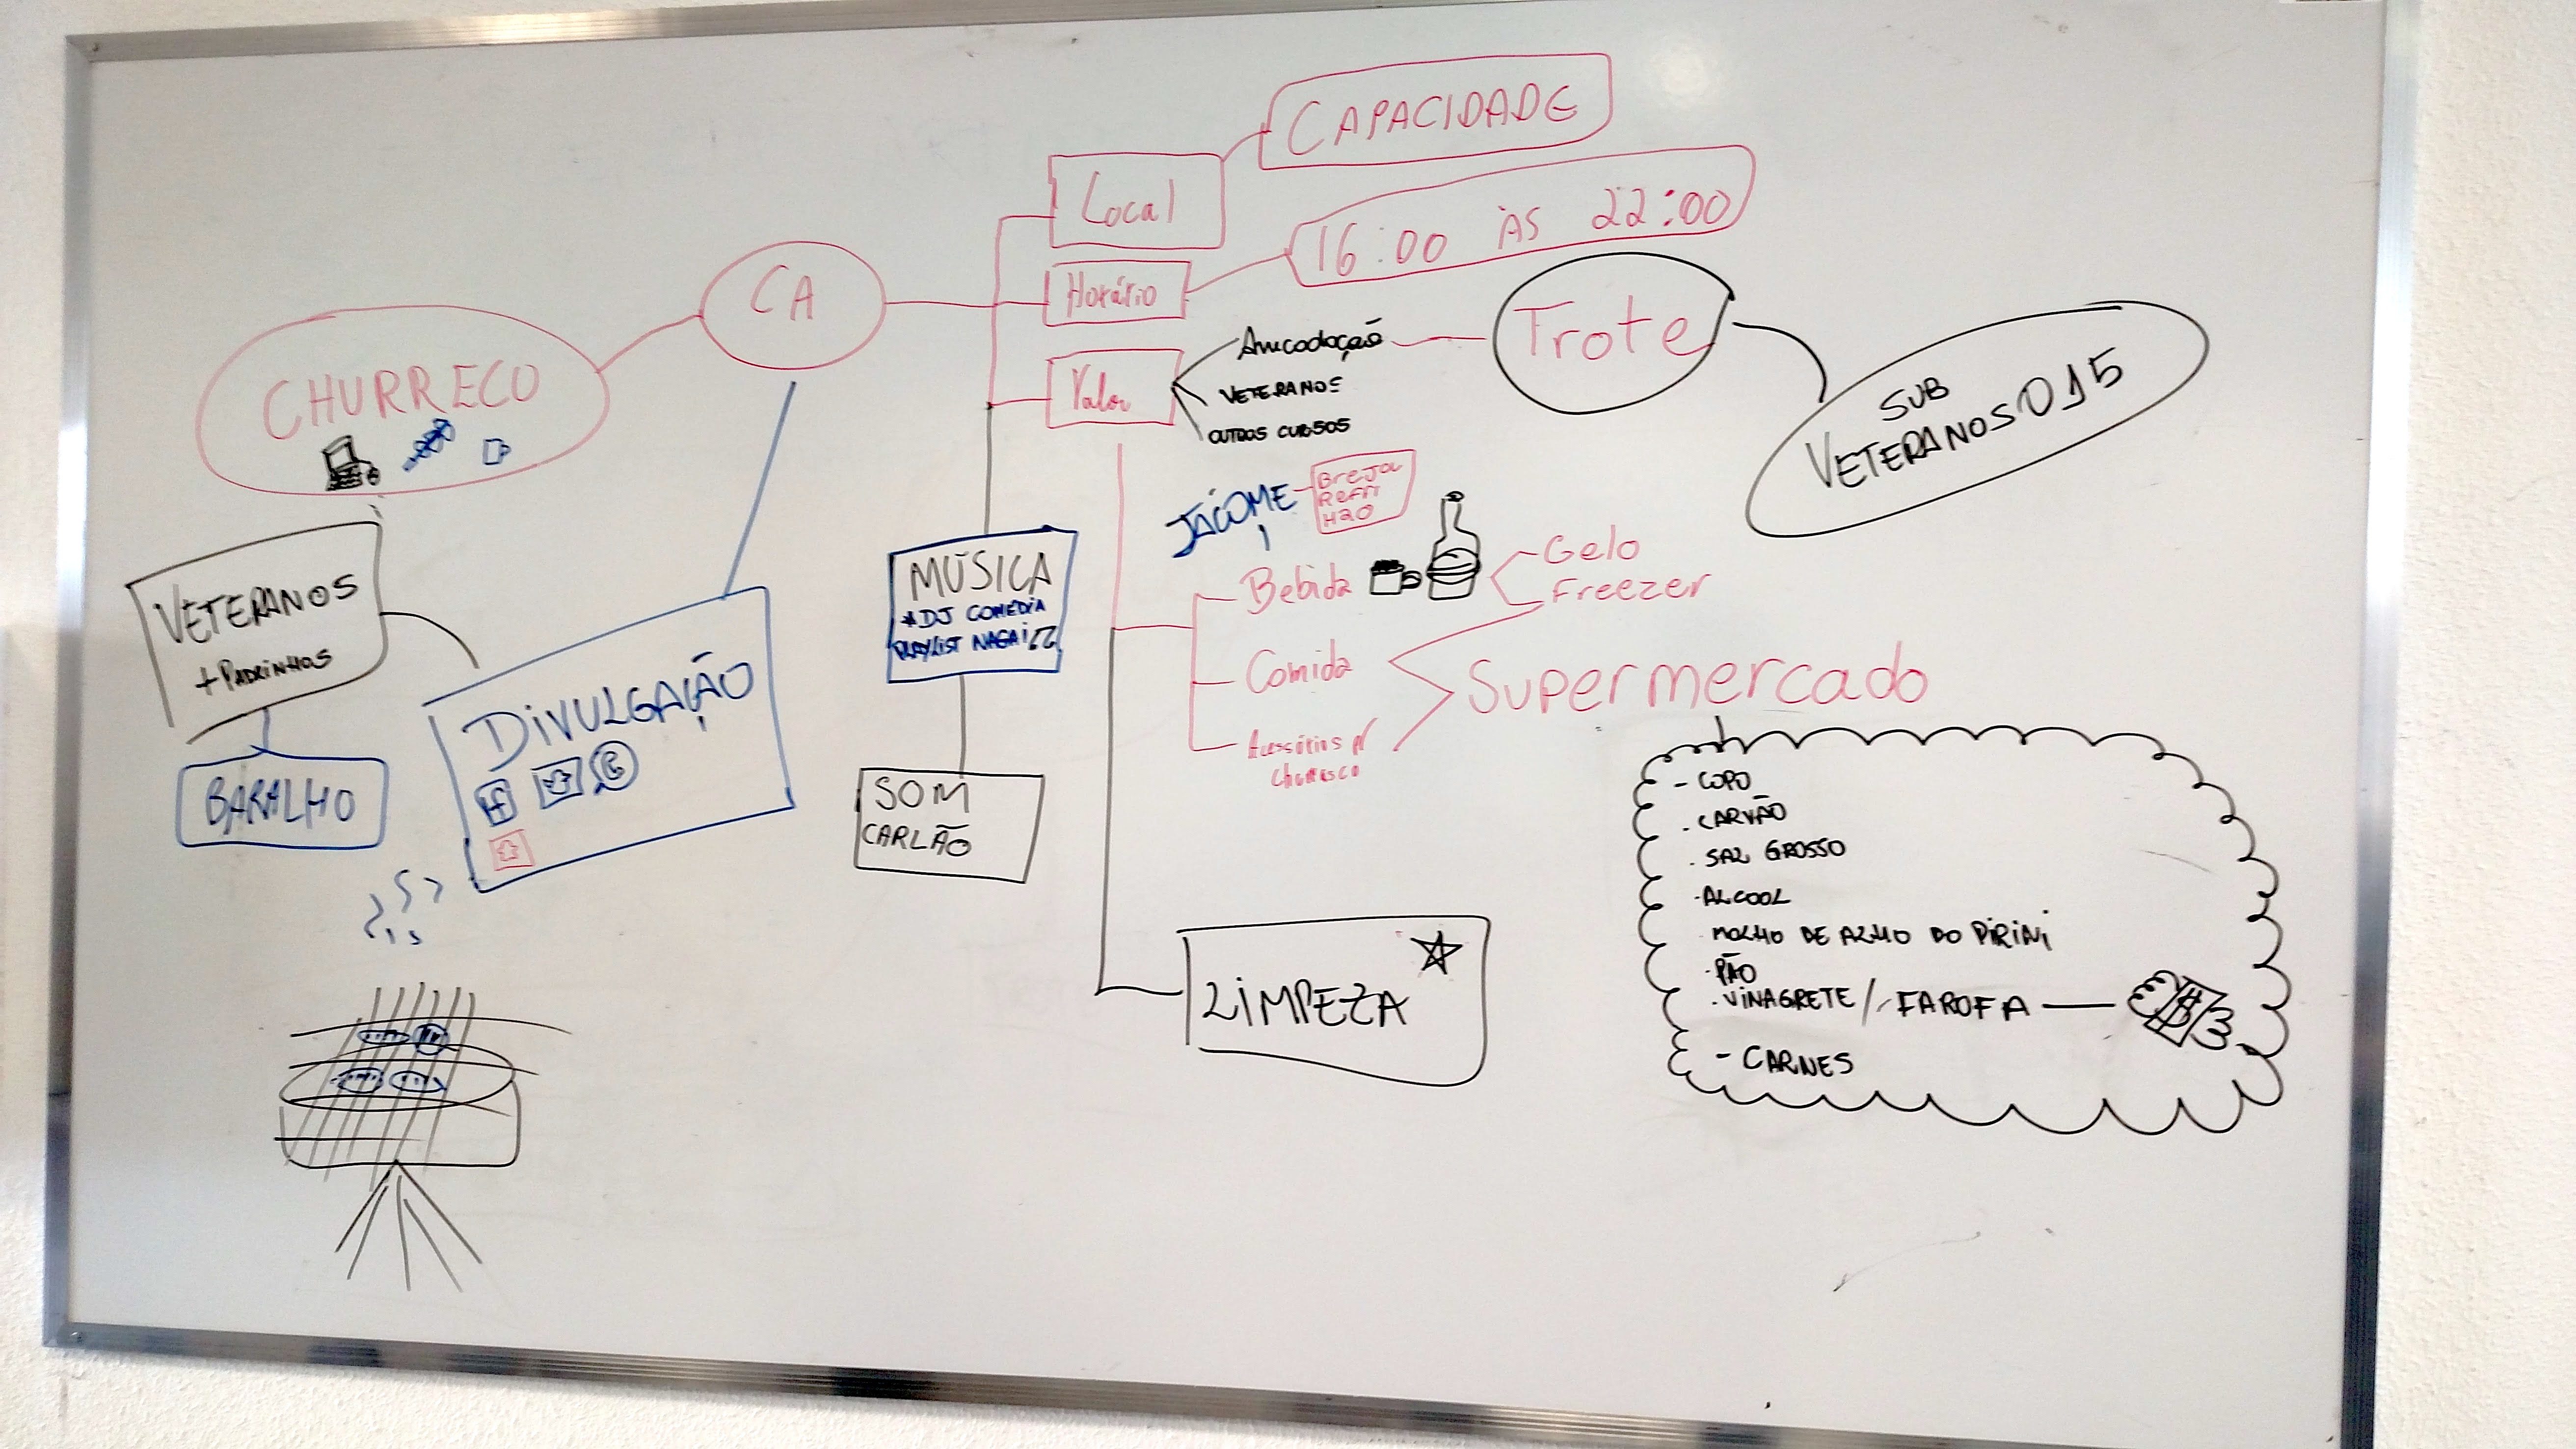 CAPACIDADE
Local
16:00 ÀS 22:00
Horário
CA
Trote
Valor
VETERANOS
OUTROS CURSOS
SUB
VETERANOS 015
CHURRECO
JÁCOME
Breja
Refri
H2O
Gelo
Freezer
Bebida
Comida
Supermercado
Acessórios p/
churrasco
MÚSICA
*DJ COMÉDIA
PLAYLIST NAGAI
SOM
CARLÃO
VETERANOS
+ PADRINHOS
BARALHO
DIVULGAÇÃO
f
LIMPEZA
- COPO
. CARVÃO
. SAL GROSSO
. ALCOOL
. MOLHO DE ALHO DO PIRINI
. PÃO
. VINAGRETE / FAROFA
- CARNES